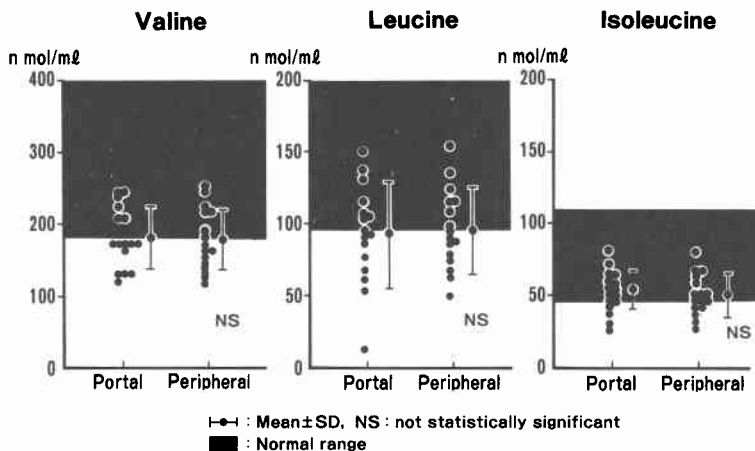 Valine Leucine Isoleucine
n mol/mℓ n mol/mℓ n mol/mℓ
400 200 200
300 150 150
200 100 100
100 50 50
NS NS NS
0 0 0
Portal Peripheral Portal Peripheral Portal Peripheral
: Mean±SD, NS : not statistically significant
: Normal range